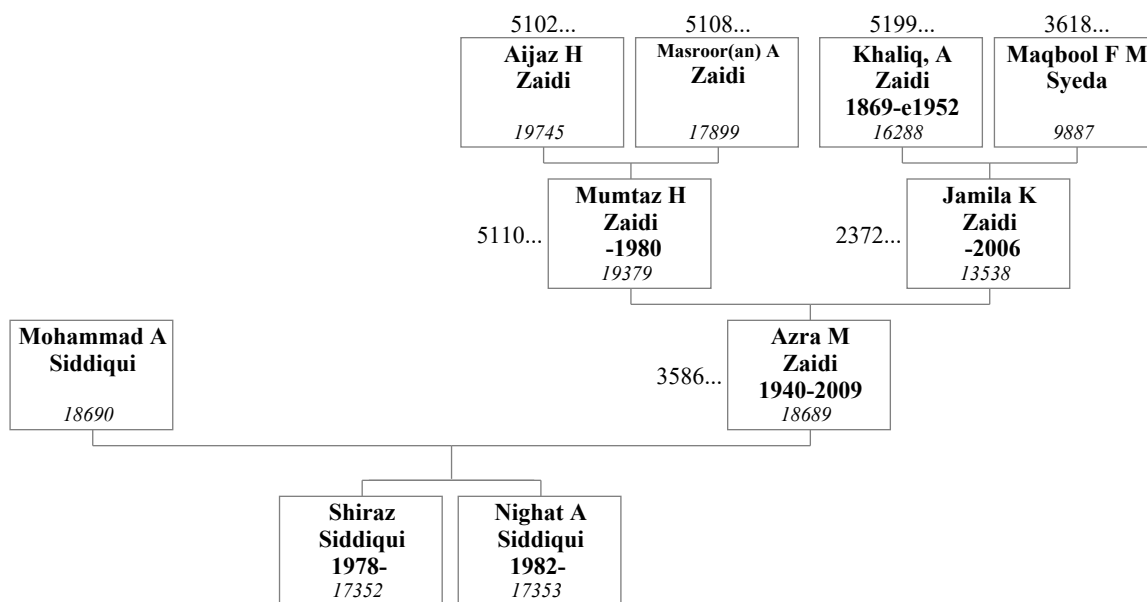 5102...
5108...
5199...
3618...
Aijaz H
Zaidi
19745
Masroor(an) A
Zaidi
17899
Khaliq, A
Zaidi
1869-e1952
16288
Maqbool F M
Syeda
9887
5110...
Mumtaz H
Zaidi
-1980
19379
2372...
Jamila K
Zaidi
-2006
13538
Mohammad A
Siddiqui
18690
3586...
Azra M
Zaidi
1940-2009
18689
Shiraz
Siddiqui
1978-
17352
Nighat A
Siddiqui
1982-
17353